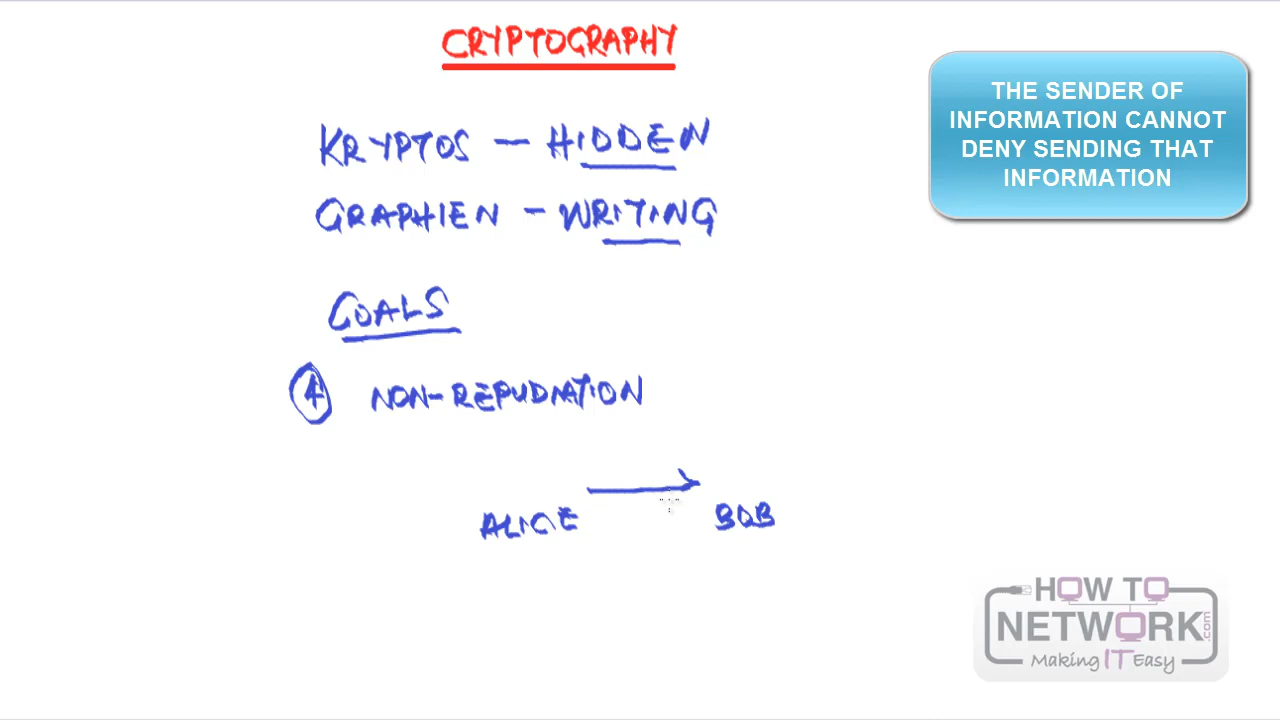 CRYPTOGRAPHY
KRYPTOS — HIDDEN
GRAPHIEN - WRITING
GOALS
4 NON-REPUDIATION
ALICE BOB
THE SENDER OF
INFORMATION CANNOT
DENY SENDING THAT
INFORMATION
HOW TO
NETWORK.com
Making IT Easy